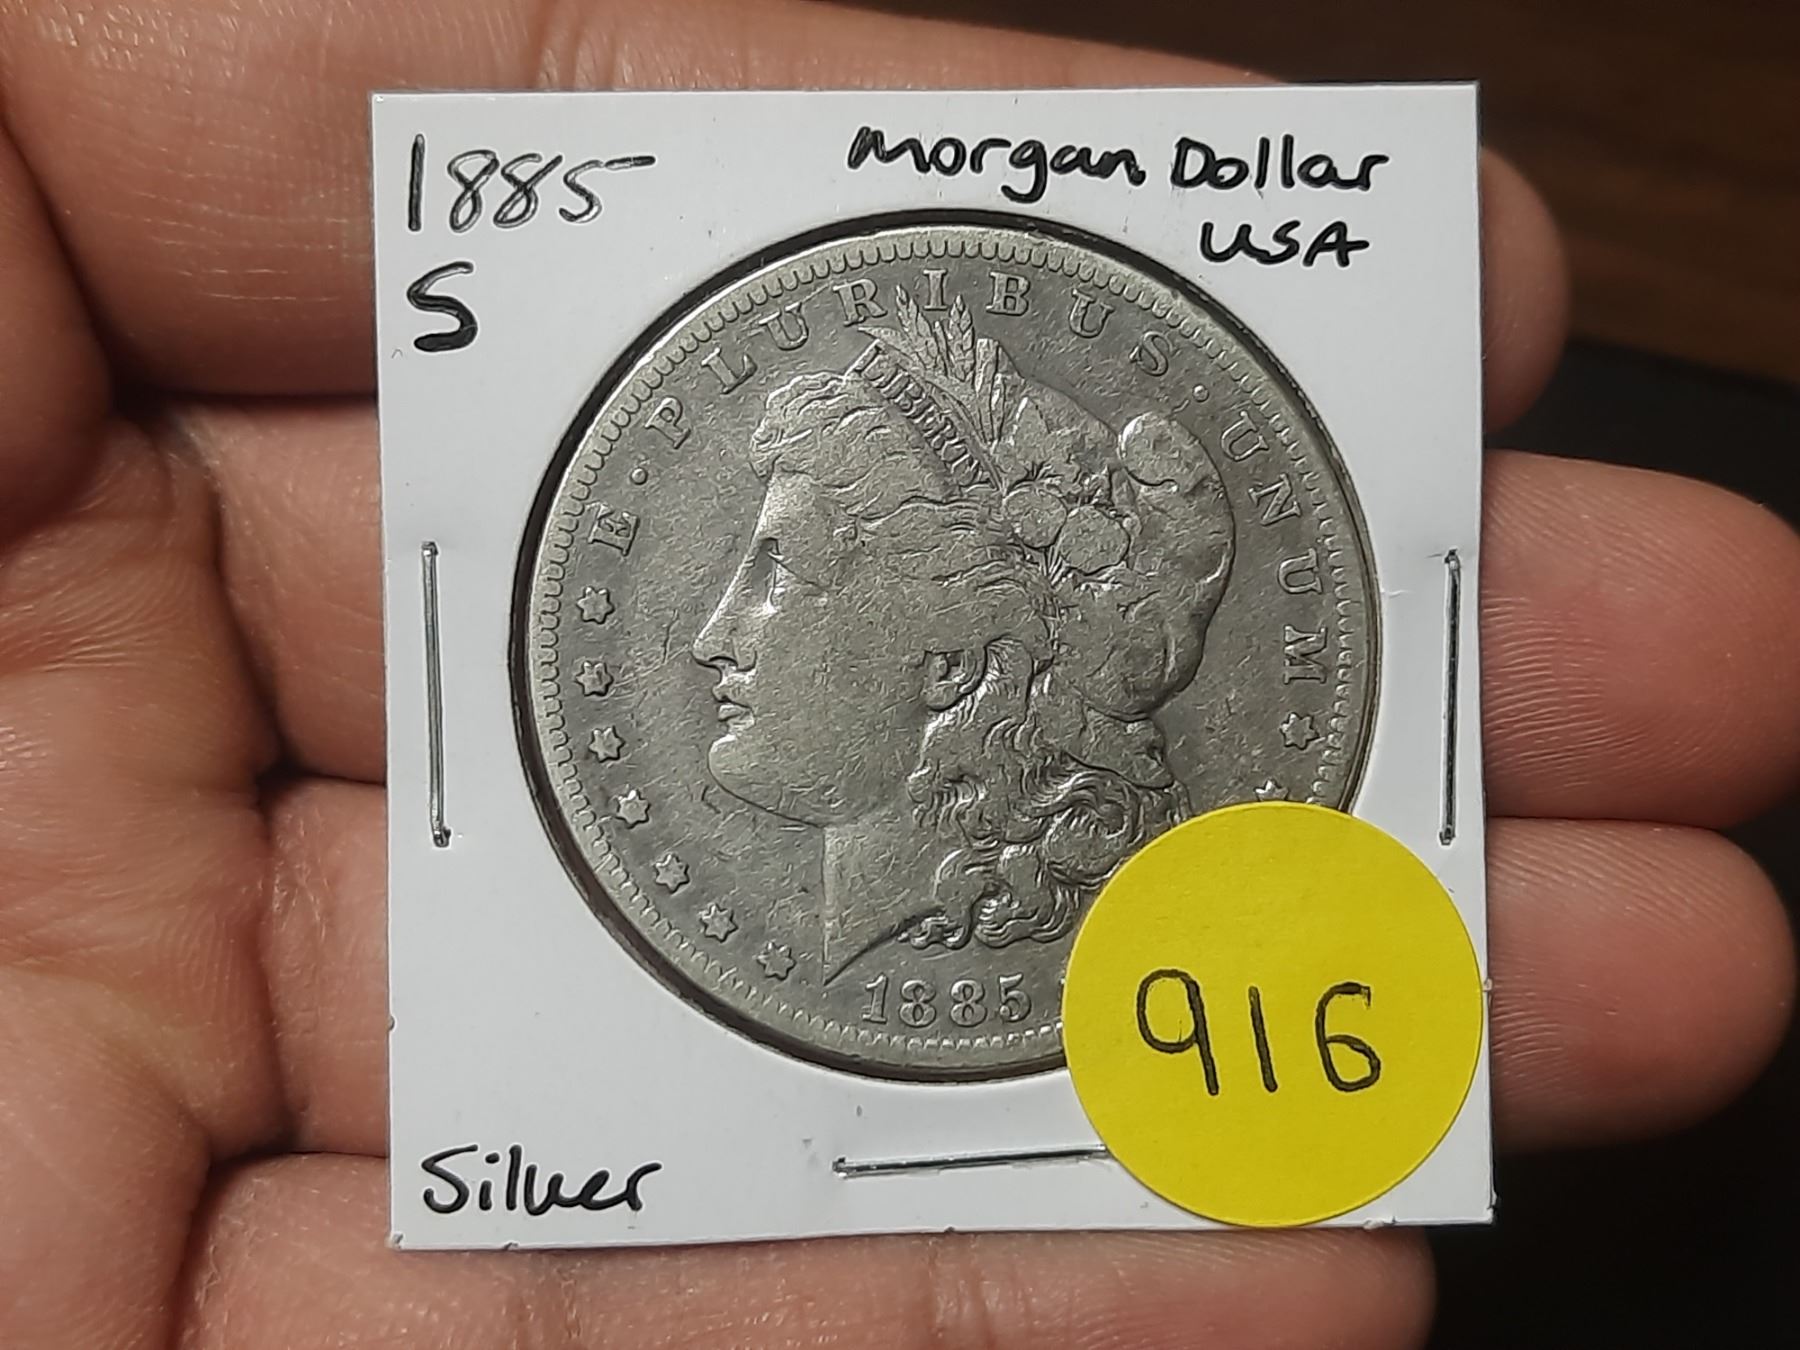 1885
S
Morgan Dollar
USA
E · PLURIBUS · UNUM
LIBERTY
1885
Silver
916